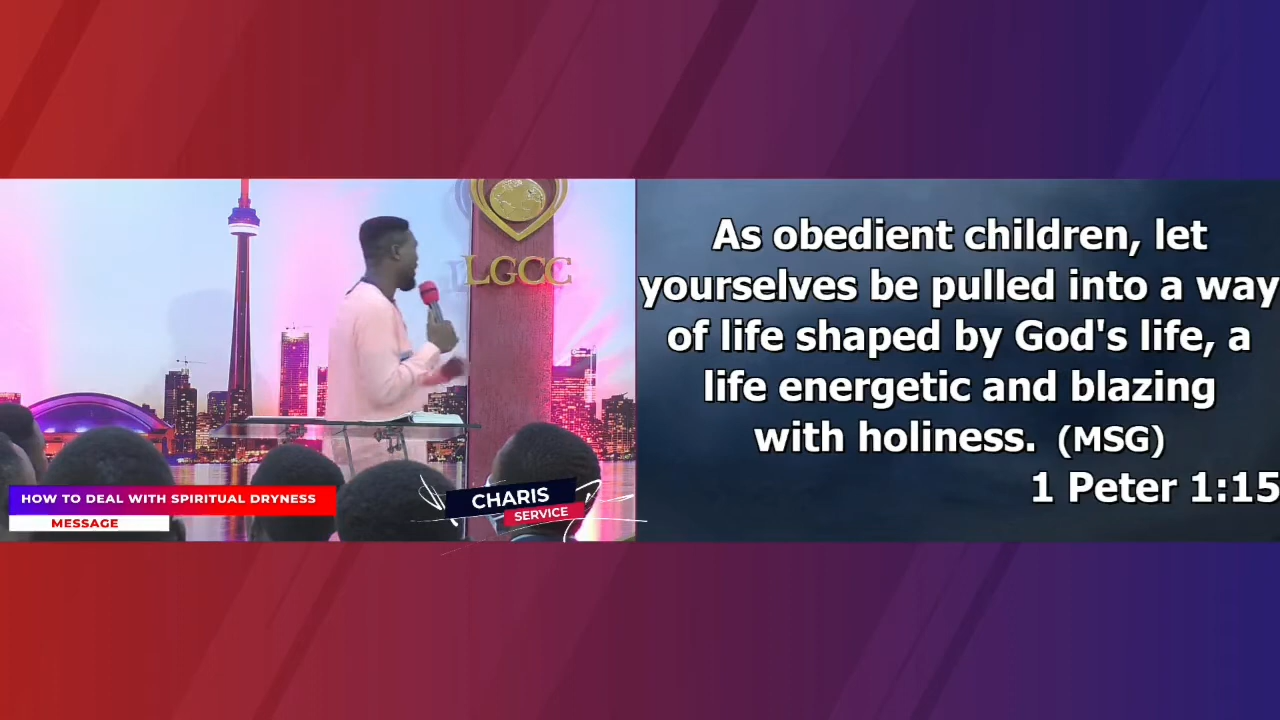 LGCC
HOW TO DEAL WITH SPIRITUAL DRYNESS
MESSAGE
CHARIS
SERVICE
As obedient children, let
yourselves be pulled into a way
of life shaped by God's life, a
life energetic and blazing
with holiness. (MSG)
1 Peter 1:15